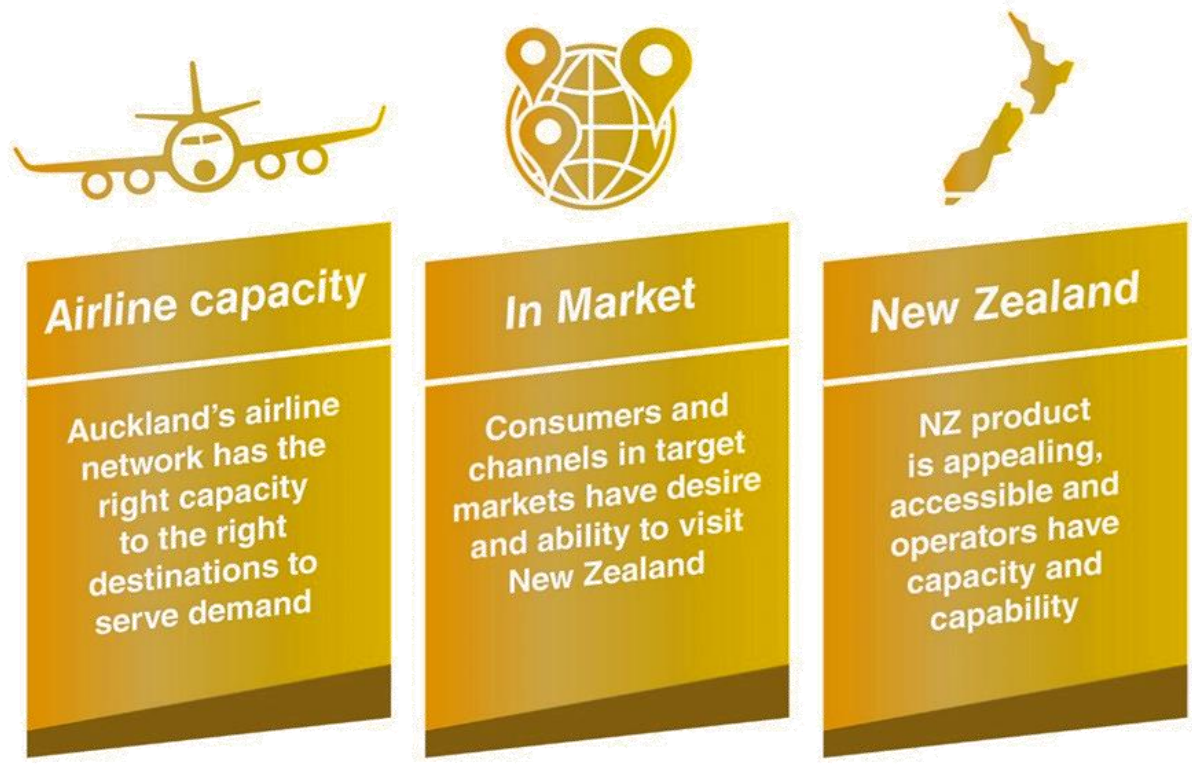 Airline capacity
Auckland's airline
network has the
right capacity
to the right
destinations to
serve demand
In Market
Consumers and
channels in target
markets have desire
and ability to visit
New Zealand
New Zealand
NZ product
is appealing,
accessible and
operators have
capacity and
capability